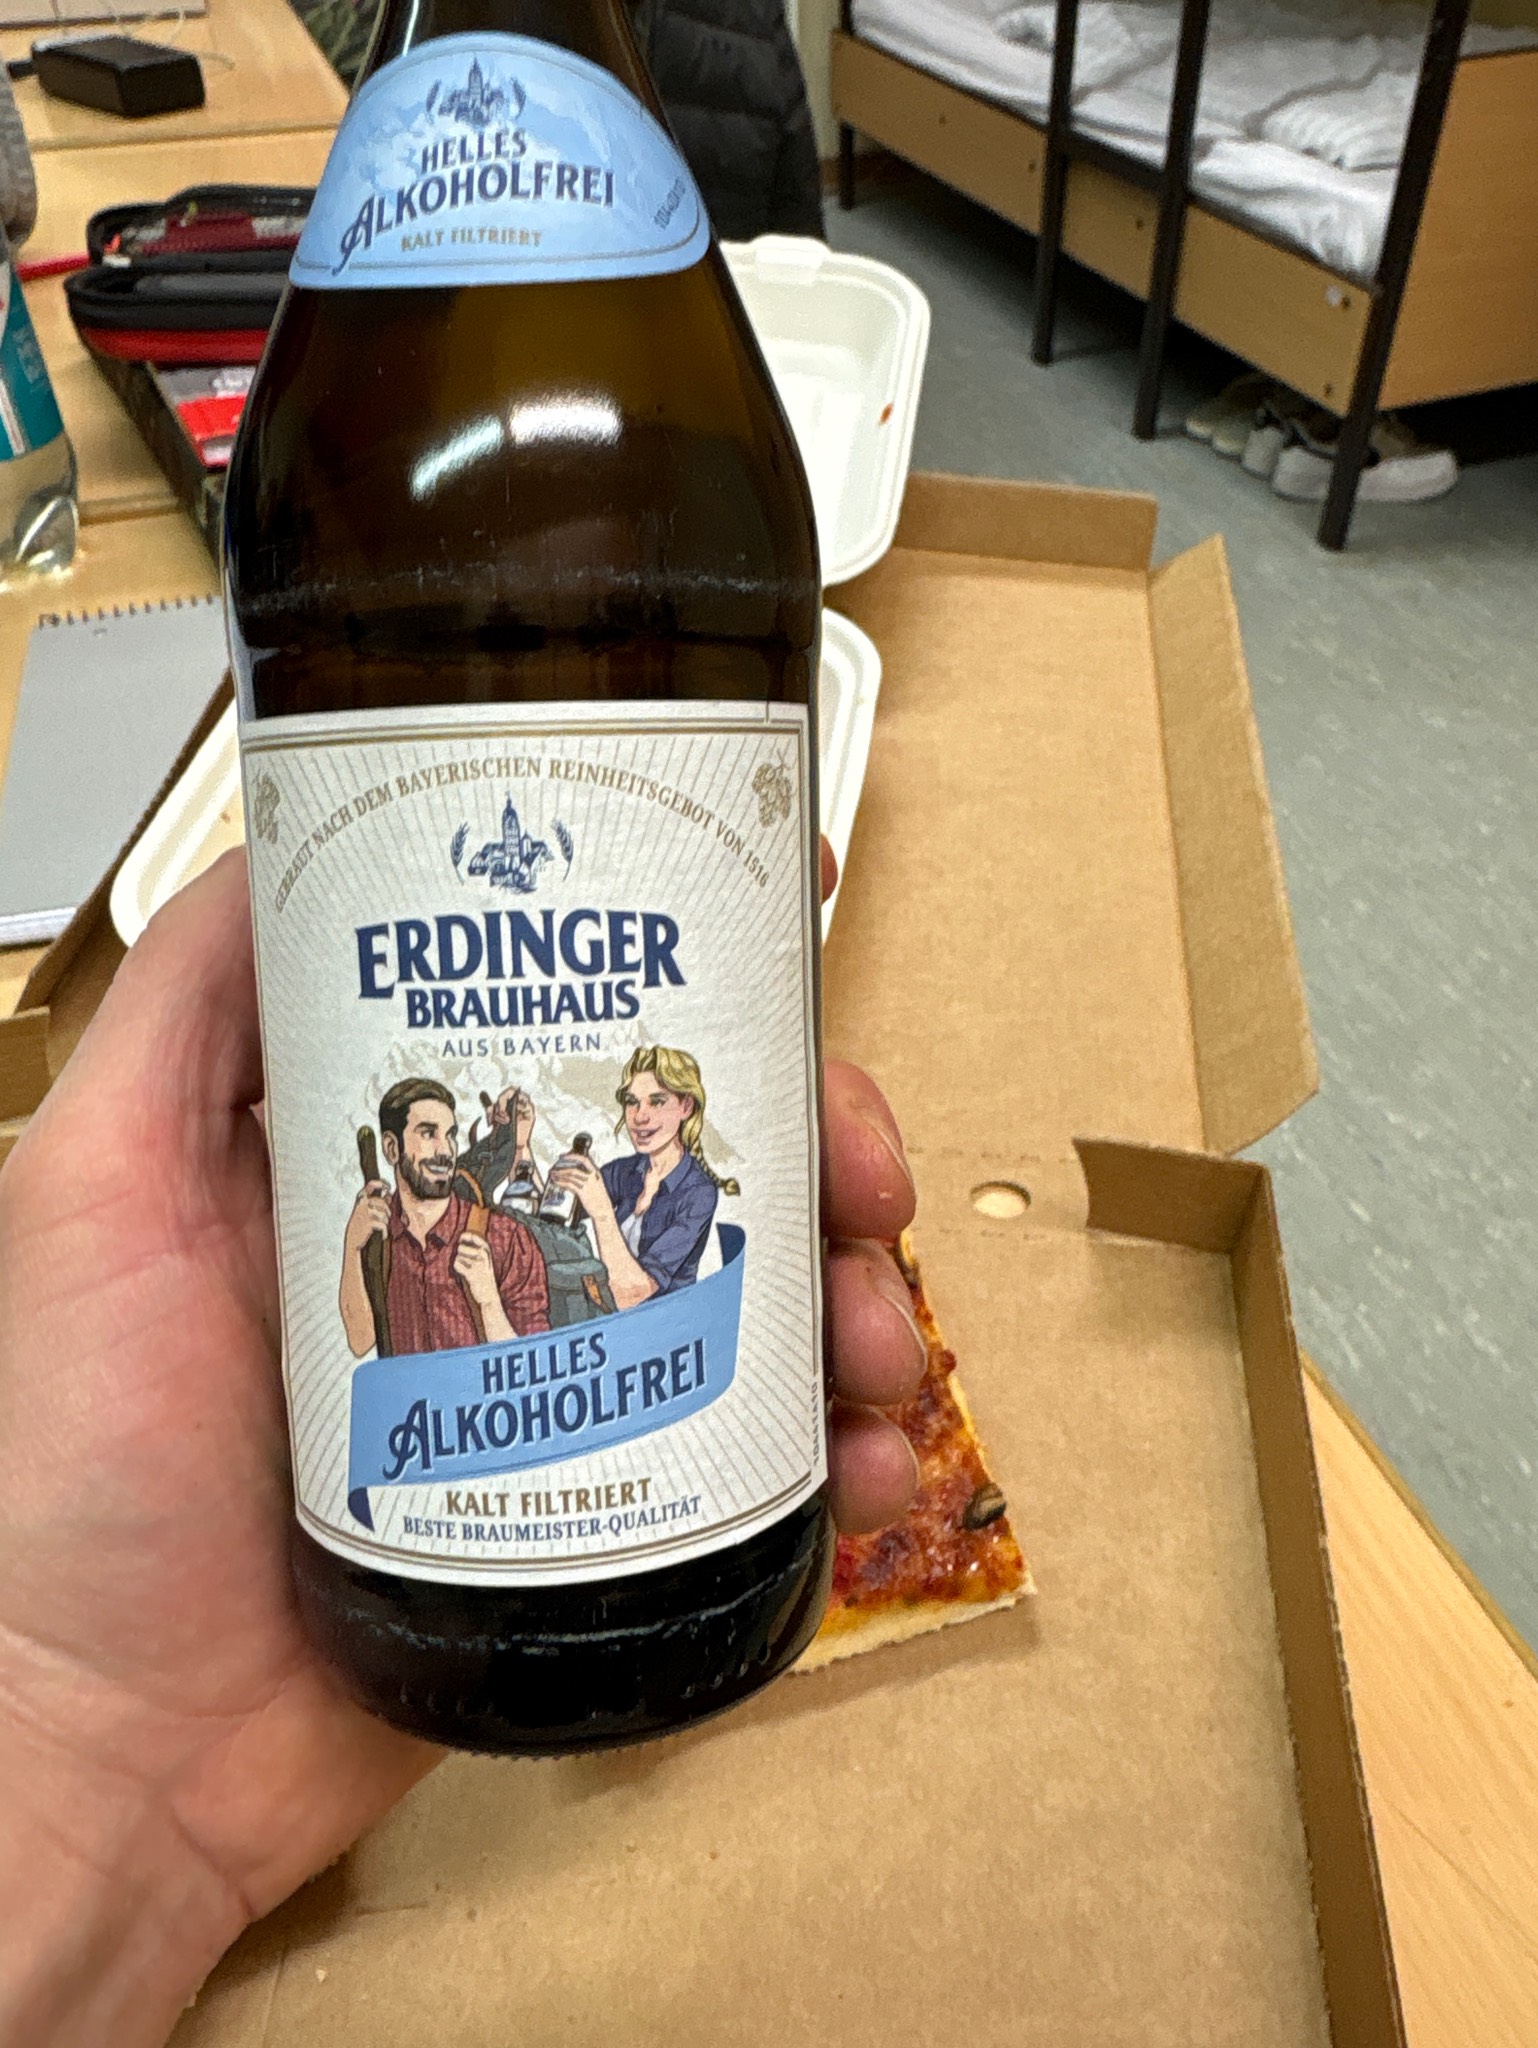 HELLES
ALKOHOLFREI
KALT FILTRIERT
GEBRAUT NACH DEM BAYERISCHEN REINHEITSGEBOT VON 1516
ERDINGER
BRAUHAUS
AUS BAYERN
HELLES
ALKOHOLFREI
KALT FILTRIERT
BESTE BRAUMEISTER-QUALITÄT